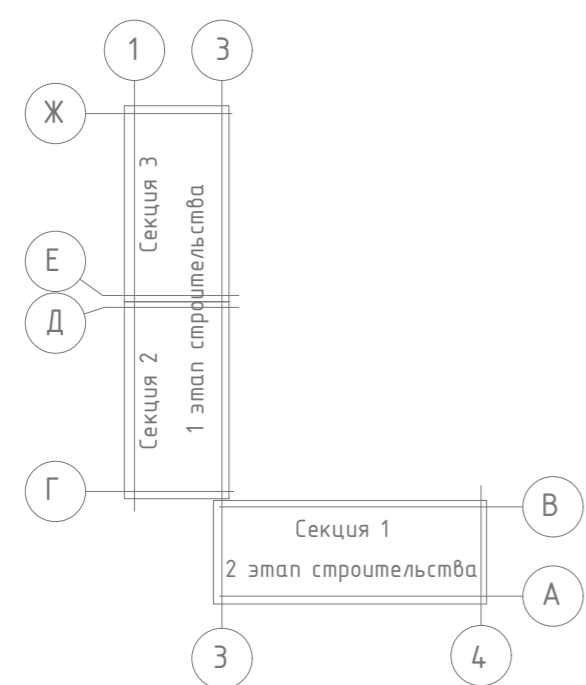 1
3
Ж
Секция 3
1 этап строительства
Е
Д
Секция 2
Г
В
Секция 1
2 этап строительства
А
3
4